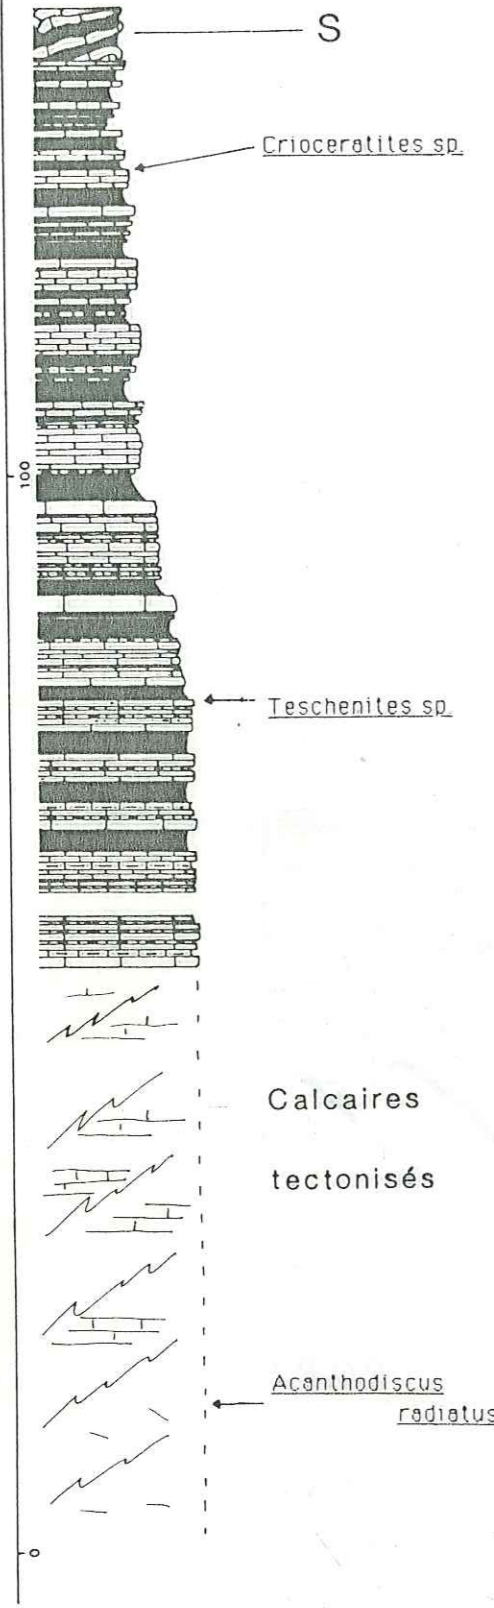 S
Crioceratites sp.
100
Teschenites sp.
Calcaires
tectonisés
Acanthodiscus
radiatus
0